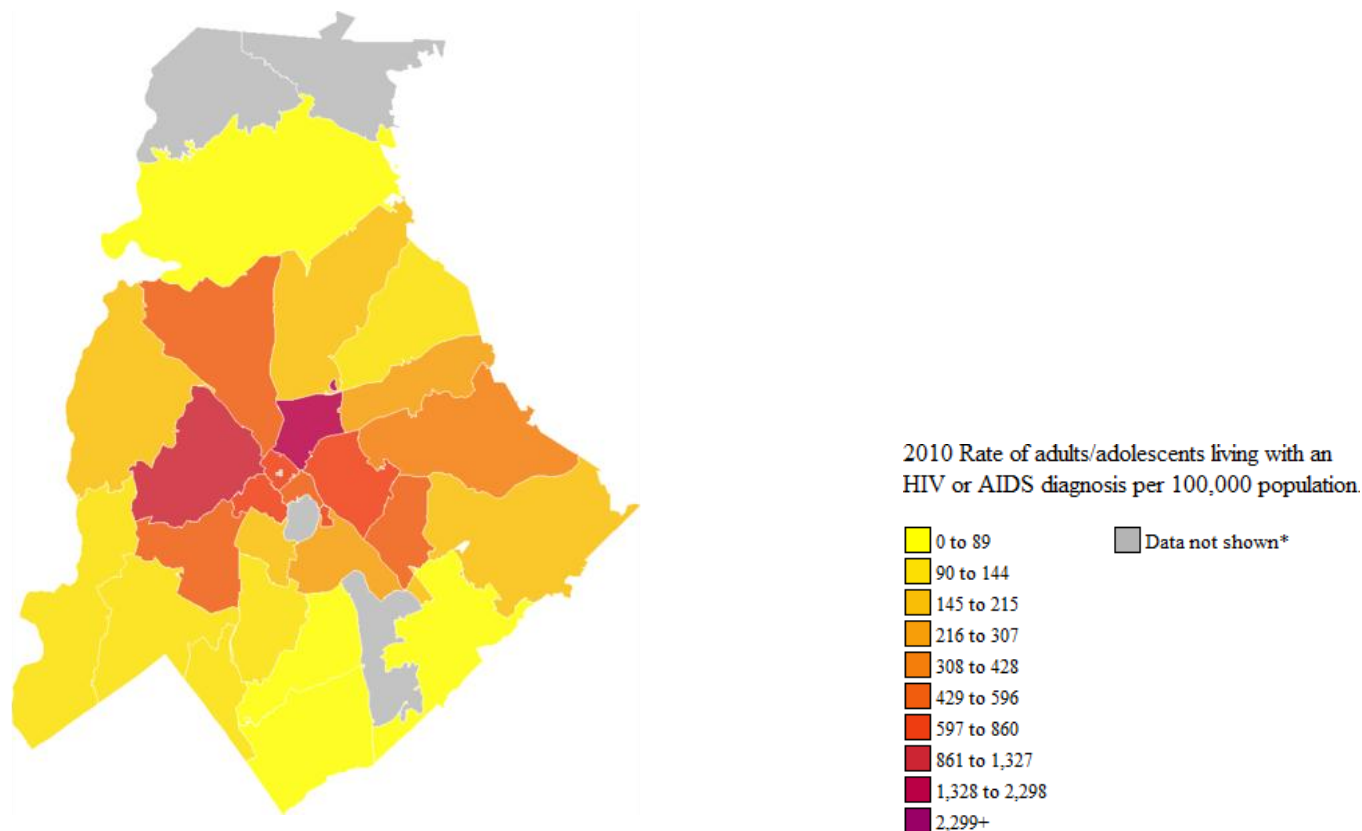 2010 Rate of adults/adolescents living with an
HIV or AIDS diagnosis per 100,000 population.
0 to 89
Data not shown*
90 to 144
145 to 215
216 to 307
308 to 428
429 to 596
597 to 860
861 to 1,327
1,328 to 2,298
2,299+